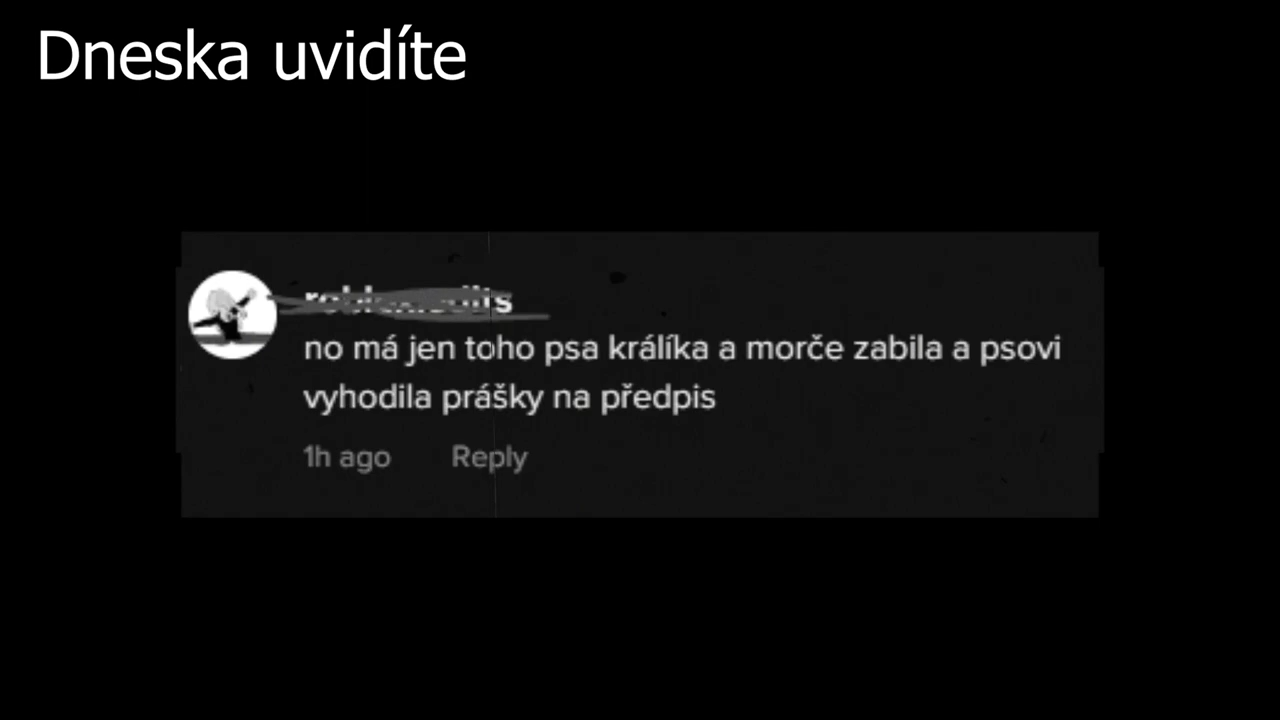 Dneska uvidíte
no má jen toho psa králíka a morče zabila a psovi
vyhodila prášky na předpis
1h ago Reply